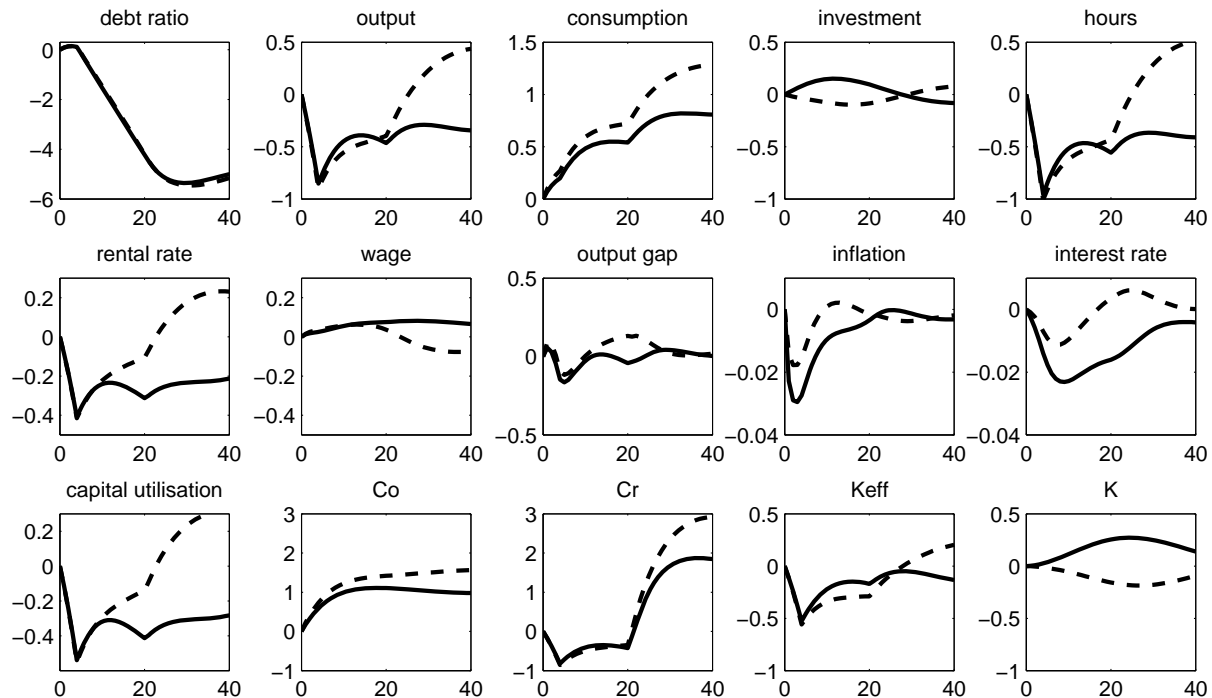 debt ratio
output
consumption
investment
hours
0
−2
−4
−6
0 20 40
0.5
0
−0.5
−1
0 20 40
1.5
1
0.5
0
0 20 40
1
0.5
0
−0.5
−1
0 20 40
0.5
0
−0.5
−1
0 20 40
rental rate
wage
output gap
inflation
interest rate
0.2
0
−0.2
−0.4
0 20 40
0.2
0
−0.2
−0.4
0 20 40
0.5
0
−0.5
0 20 40
0
−0.02
−0.04
0 20 40
0
−0.02
−0.04
0 20 40
capital utilisation
Co
Cr
Keff
K
0.2
0
−0.2
−0.4
0 20 40
3
2
1
0
−1
0 20 40
3
2
1
0
−1
0 20 40
0.5
0
−0.5
−1
0 20 40
1
0.5
0
−0.5
−1
0 20 40